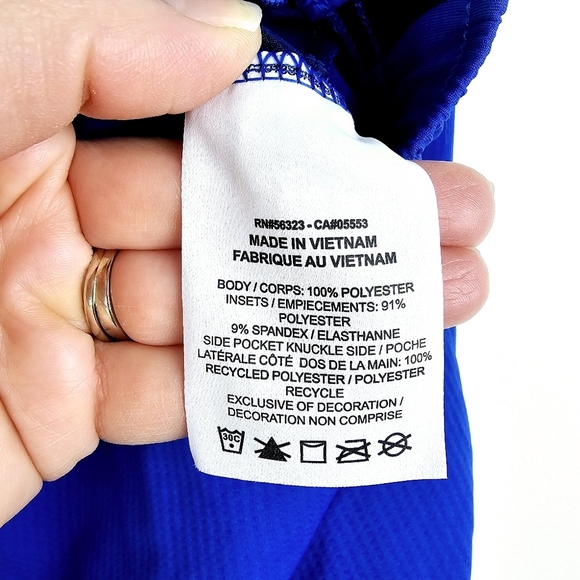 RN#56323 - CA#05553
MADE IN VIETNAM
FABRIQUE AU VIETNAM
BODY / CORPS: 100% POLYESTER
INSETS / EMPIECEMENTS: 91%
POLYESTER
9% SPANDEX / ELASTHANNE
SIDE POCKET KNUCKLE SIDE / POCHE
LATÉRALE CÔTÉ DOS DE LA MAIN: 100%
RECYCLED POLYESTER / POLYESTER
RECYCLE
EXCLUSIVE OF DECORATION /
DECORATION NON COMPRISE
30C